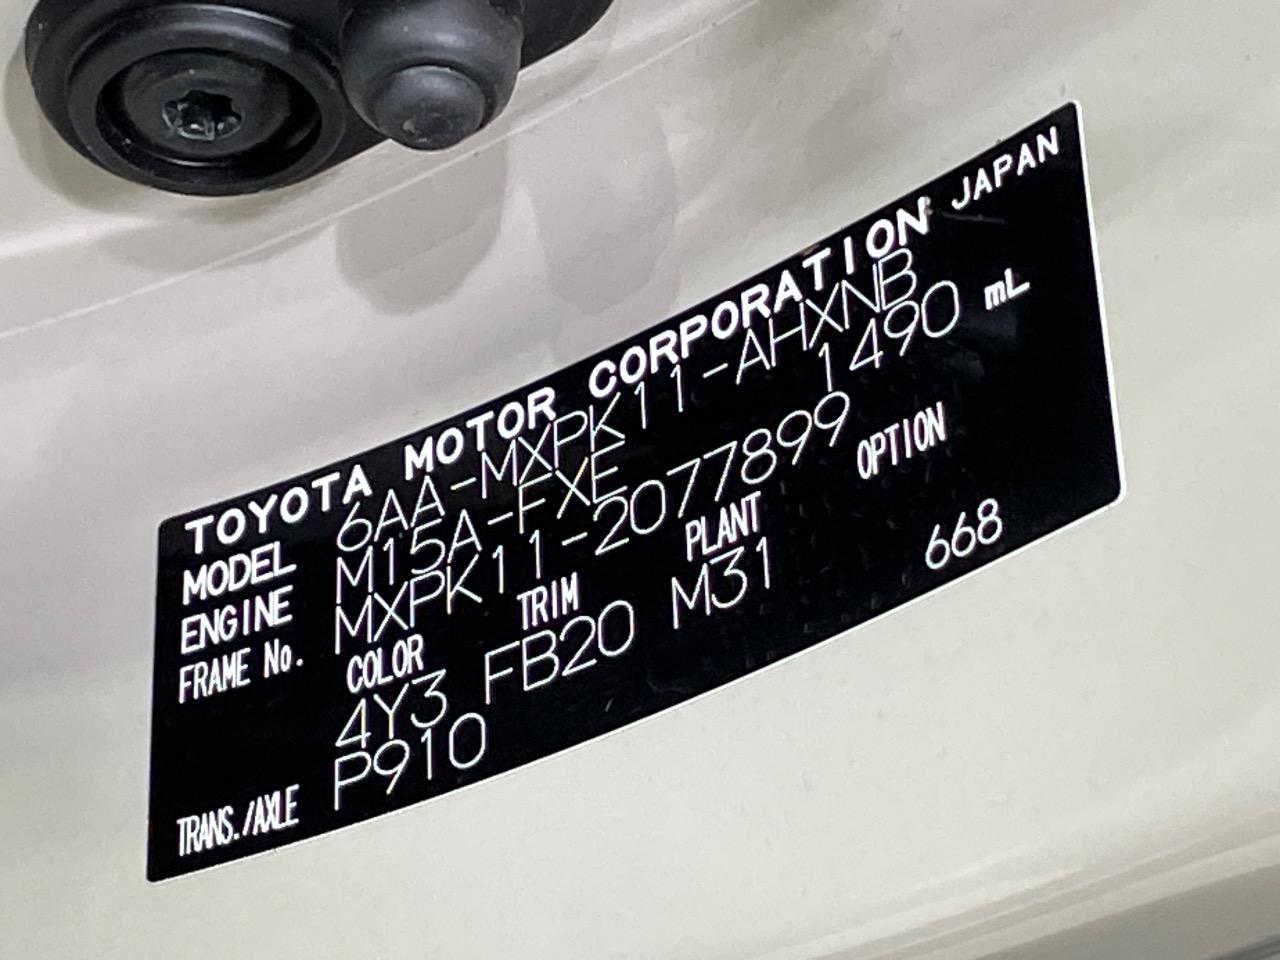 TOYOTA MOTOR CORPORATION JAPAN
MODEL 6AA-MXPK11-AHXNB
ENGINE M15A-FXE 1490 mL
FRAME No. MXPK11-2077899
COLOR TRIM PLANT OPTION
4Y3 FB20 M31 668
TRANS./AXLE P910